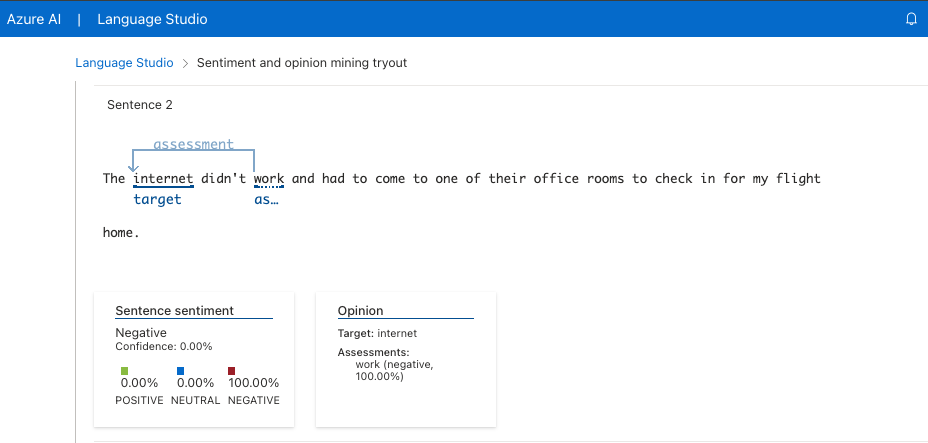 Azure AI | Language Studio
Language Studio > Sentiment and opinion mining tryout
Sentence 2
assessment
The internet didn't work and had to come to one of their office rooms to check in for my flight
target as…
home.
Sentence sentiment
Negative
Confidence: 0.00%
0.00% 0.00% 100.00%
POSITIVE NEUTRAL NEGATIVE
Opinion
Target: internet
Assessments:
work (negative,
100.00%)